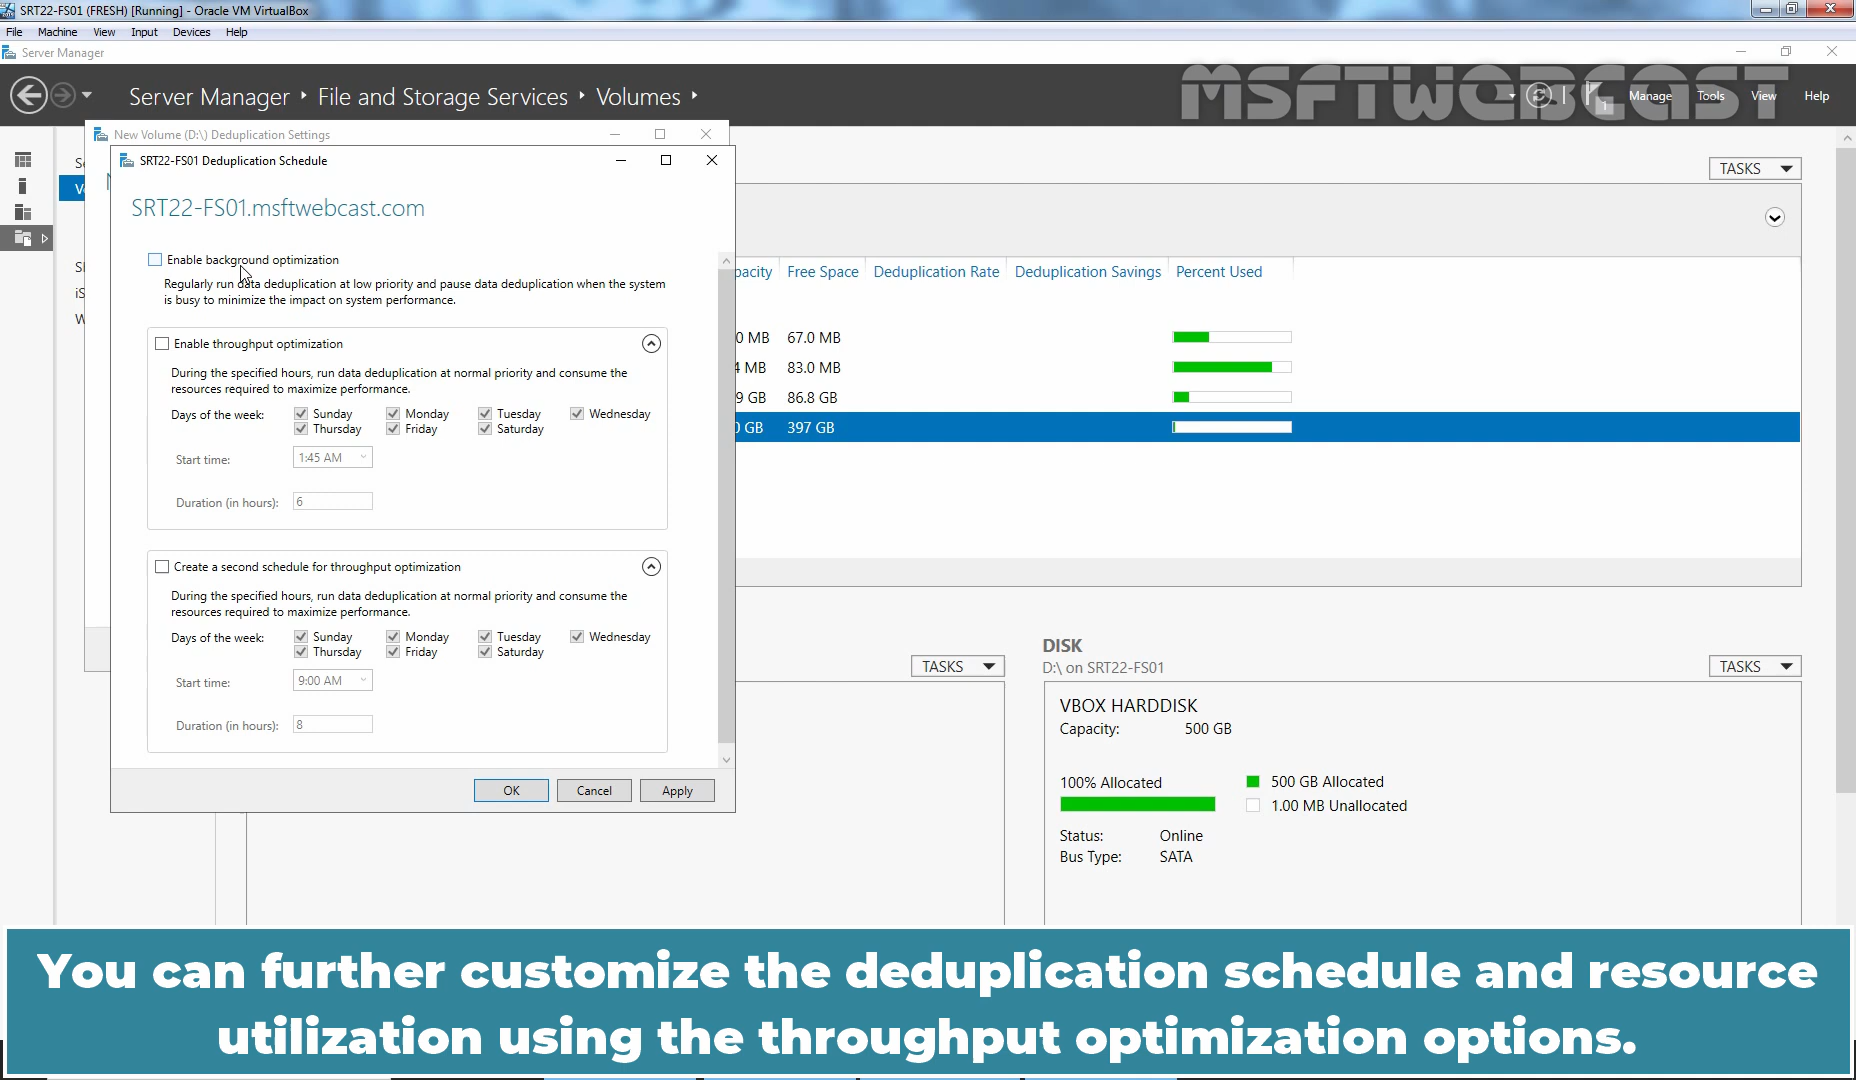 SRT22-FS01 (FRESH) [Running] - Oracle VM VirtualBox
File Machine View Input Devices Help
Server Manager
Server Manager File and Storage Services Volumes
MSFTWEBCAST
1 Manage Tools View Help
New Volume (D:\) Deduplication Settings
SRT22-FS01 Deduplication Schedule
TASKS
SRT22-FS01.msftwebcast.com
Enable background optimization
Regularly run data deduplication at low priority and pause data deduplication when the system
is busy to minimize the impact on system performance.
pacity Free Space Deduplication Rate Deduplication Savings Percent Used
0 MB 67.0 MB
4 MB 83.0 MB
9 GB 86.8 GB
0 GB 397 GB
Enable throughput optimization
During the specified hours, run data deduplication at normal priority and consume the
resources required to maximize performance.
Days of the week: Sunday Monday Tuesday Wednesday
Thursday Friday Saturday
Start time: 1:45 AM
Duration (in hours): 6
Create a second schedule for throughput optimization
During the specified hours, run data deduplication at normal priority and consume the
resources required to maximize performance.
Days of the week: Sunday Monday Tuesday Wednesday
Thursday Friday Saturday
Start time: 9:00 AM
Duration (in hours): 8
OK Cancel Apply
TASKS
DISK
D:\ on SRT22-FS01
TASKS
VBOX HARDDISK
Capacity: 500 GB
100% Allocated
500 GB Allocated
1.00 MB Unallocated
Status: Online
Bus Type: SATA
You can further customize the deduplication schedule and resource
utilization using the throughput optimization options.